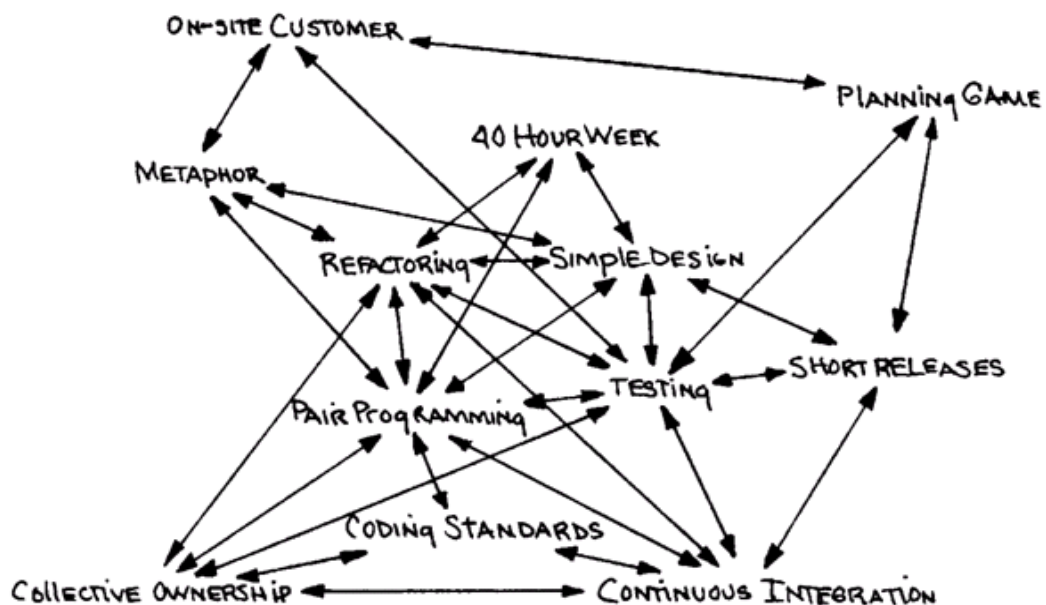 ON-SITE CUSTOMER
PLANNING GAME
40 HOUR WEEK
METAPHOR
REFACTORING
SIMPLE DESIGN
SHORT RELEASES
TESTING
PAIR PROGRAMMING
CODING STANDARDS
COLLECTIVE OWNERSHIP
CONTINUOUS INTEGRATION